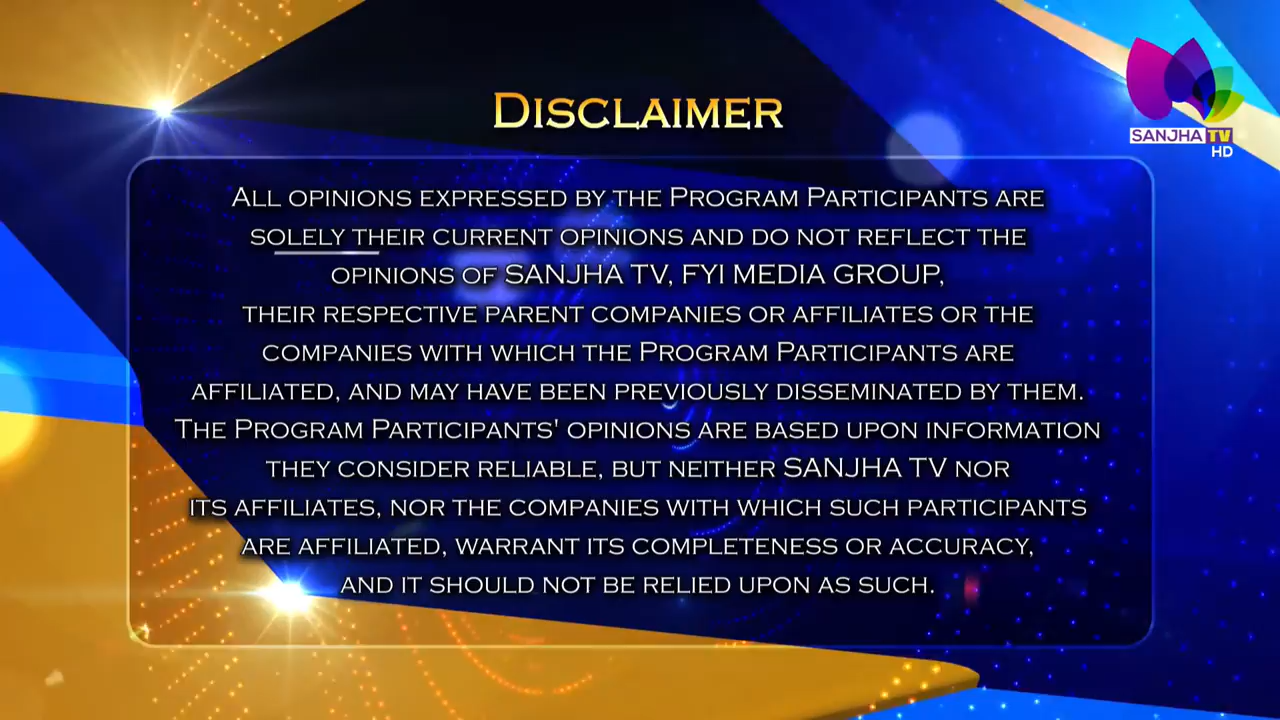 DISCLAIMER
SANJHA TV
HD
ALL OPINIONS EXPRESSED BY THE PROGRAM PARTICIPANTS ARE
SOLELY THEIR CURRENT OPINIONS AND DO NOT REFLECT THE
OPINIONS OF SANJHA TV, FYI MEDIA GROUP,
THEIR RESPECTIVE PARENT COMPANIES OR AFFILIATES OR THE
COMPANIES WITH WHICH THE PROGRAM PARTICIPANTS ARE
AFFILIATED, AND MAY HAVE BEEN PREVIOUSLY DISSEMINATED BY THEM.
THE PROGRAM PARTICIPANTS' OPINIONS ARE BASED UPON INFORMATION
THEY CONSIDER RELIABLE, BUT NEITHER SANJHA TV NOR
ITS AFFILIATES, NOR THE COMPANIES WITH WHICH SUCH PARTICIPANTS
ARE AFFILIATED, WARRANT ITS COMPLETENESS OR ACCURACY,
AND IT SHOULD NOT BE RELIED UPON AS SUCH.